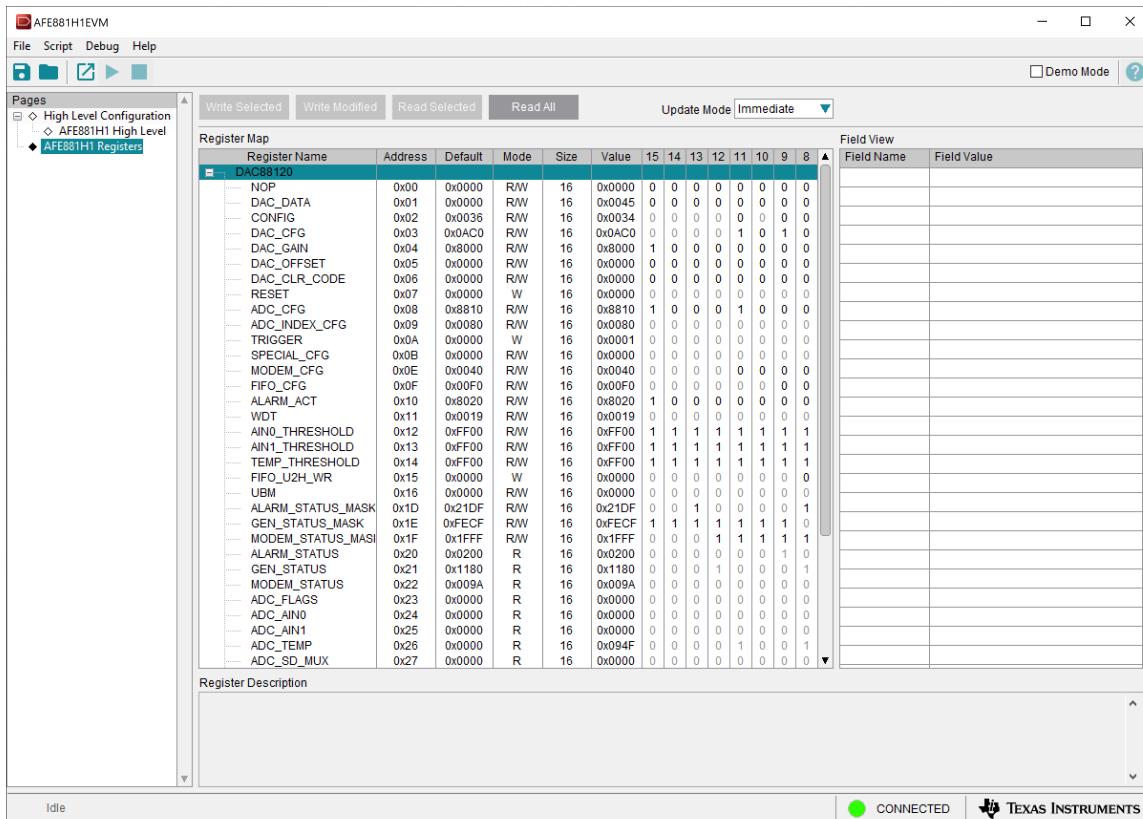 AFE881H1EVM
File Script Debug Help
Demo Mode
Pages
High Level Configuration
AFE881H1 High Level
AFE881H1 Registers
Write Selected Write Modified Read Selected Read All Update Mode Immediate
Register Map
Register Name Address Default Mode Size Value 15 14 13 12 11 10 9 8
DAC88120
NOP 0x00 0x0000 R/W 16 0x0000 0 0 0 0 0 0 0 0
DAC_DATA 0x01 0x0000 R/W 16 0x0045 0 0 0 0 0 0 0 0
CONFIG 0x02 0x0036 R/W 16 0x0034 0 0 0 0 0 0 0 0
DAC_CFG 0x03 0x0AC0 R/W 16 0x0AC0 0 0 0 0 1 0 1 0
DAC_GAIN 0x04 0x8000 R/W 16 0x8000 1 0 0 0 0 0 0 0
DAC_OFFSET 0x05 0x0000 R/W 16 0x0000 0 0 0 0 0 0 0 0
DAC_CLR_CODE 0x06 0x0000 R/W 16 0x0000 0 0 0 0 0 0 0 0
RESET 0x07 0x0000 W 16 0x0000 0 0 0 0 0 0 0 0
ADC_CFG 0x08 0x8810 R/W 16 0x8810 1 0 0 0 1 0 0 0
ADC_INDEX_CFG 0x09 0x0080 R/W 16 0x0080 0 0 0 0 0 0 0 0
TRIGGER 0x0A 0x0000 W 16 0x0001 0 0 0 0 0 0 0 0
SPECIAL_CFG 0x0B 0x0000 R/W 16 0x0000 0 0 0 0 0 0 0 0
MODEM_CFG 0x0E 0x0040 R/W 16 0x0040 0 0 0 0 0 0 0 0
FIFO_CFG 0x0F 0x00F0 R/W 16 0x00F0 0 0 0 0 0 0 0 0
ALARM_ACT 0x10 0x8020 R/W 16 0x8020 1 0 0 0 0 0 0 0
WDT 0x11 0x0019 R/W 16 0x0019 0 0 0 0 0 0 0 0
AIN0_THRESHOLD 0x12 0xFF00 R/W 16 0xFF00 1 1 1 1 1 1 1 1
AIN1_THRESHOLD 0x13 0xFF00 R/W 16 0xFF00 1 1 1 1 1 1 1 1
TEMP_THRESHOLD 0x14 0xFF00 R/W 16 0xFF00 1 1 1 1 1 1 1 1
FIFO_U2H_WR 0x15 0x0000 W 16 0x0000 0 0 0 0 0 0 0 0
UBM 0x16 0x0000 R/W 16 0x0000 0 0 0 0 0 0 0 0
ALARM_STATUS_MASK 0x1D 0x21DF R/W 16 0x21DF 0 0 1 0 0 0 0 1
GEN_STATUS_MASK 0x1E 0xFECF R/W 16 0xFECF 1 1 1 1 1 1 1 0
MODEM_STATUS_MASI 0x1F 0x1FFF R/W 16 0x1FFF 0 0 0 1 1 1 1 1
ALARM_STATUS 0x20 0x0200 R 16 0x0200 0 0 0 0 0 0 1 0
GEN_STATUS 0x21 0x1180 R 16 0x1180 0 0 0 1 0 0 0 1
MODEM_STATUS 0x22 0x009A R 16 0x009A 0 0 0 0 0 0 0 0
ADC_FLAGS 0x23 0x0000 R 16 0x0000 0 0 0 0 0 0 0 0
ADC_AIN0 0x24 0x0000 R 16 0x0000 0 0 0 0 0 0 0 0
ADC_AIN1 0x25 0x0000 R 16 0x0000 0 0 0 0 0 0 0 0
ADC_TEMP 0x26 0x0000 R 16 0x094F 0 0 0 0 1 0 0 1
ADC_SD_MUX 0x27 0x0000 R 16 0x0000 0 0 0 0 0 0 0 0
Field View
Field Name Field Value
Register Description
Idle
CONNECTED
TEXAS INSTRUMENTS